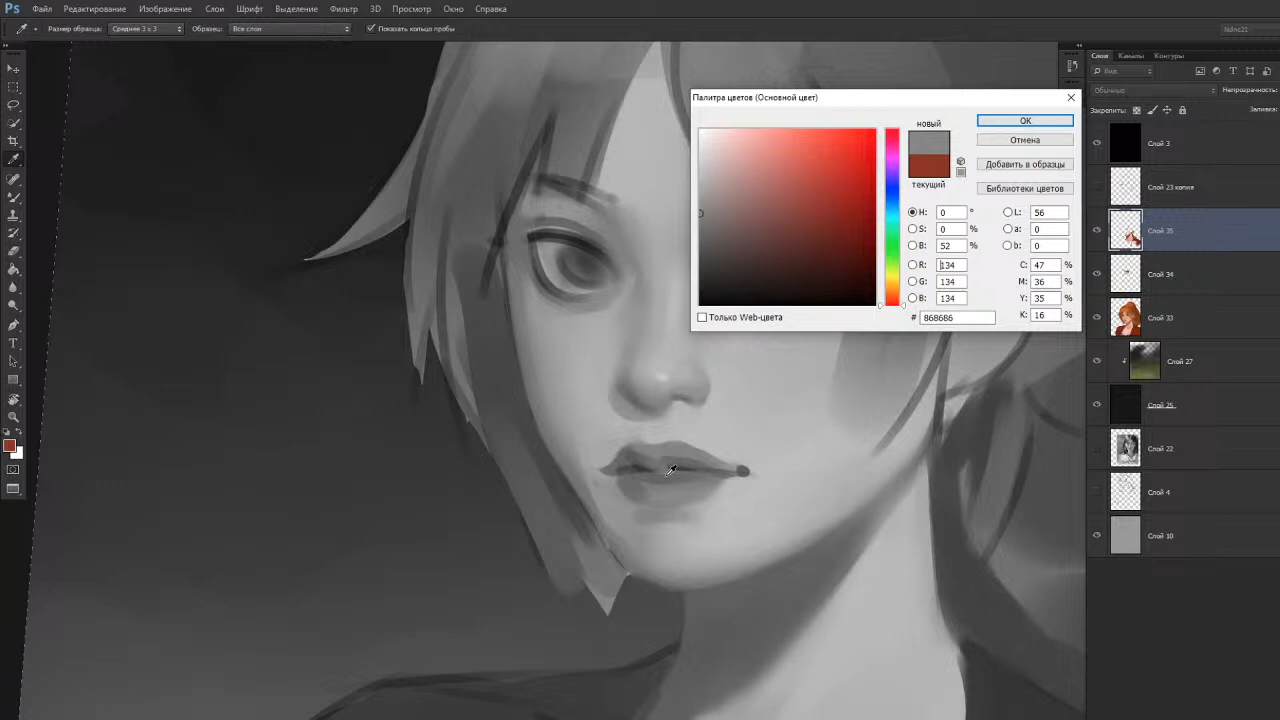 Ps Файл Редактирование Изображение Слои Шрифт Выделение Фильтр 3D Просмотр Окно Справка
Размер образца: Среднее 3 x 3 Образец: Все слои Показать кольцо пробы
Слои Каналы Контуры
Вид
Обычные Непрозрачность:
Закрепить: Заливка:
Слой 3
Слой 23 копия
Слой 35
Слой 34
Слой 33
Слой 27
Слой 25
Слой 22
Слой 4
Слой 10
Палитра цветов (Основной цвет)
новый
текущий
OK
Отмена
Добавить в образцы
Библиотеки цветов
H: 0 ° L: 56
S: 0 % a: 0
B: 52 % b: 0
R: 134 C: 47 %
G: 134 M: 36 %
B: 134 Y: 35 %
# 868686 K: 16 %
Только Web-цвета